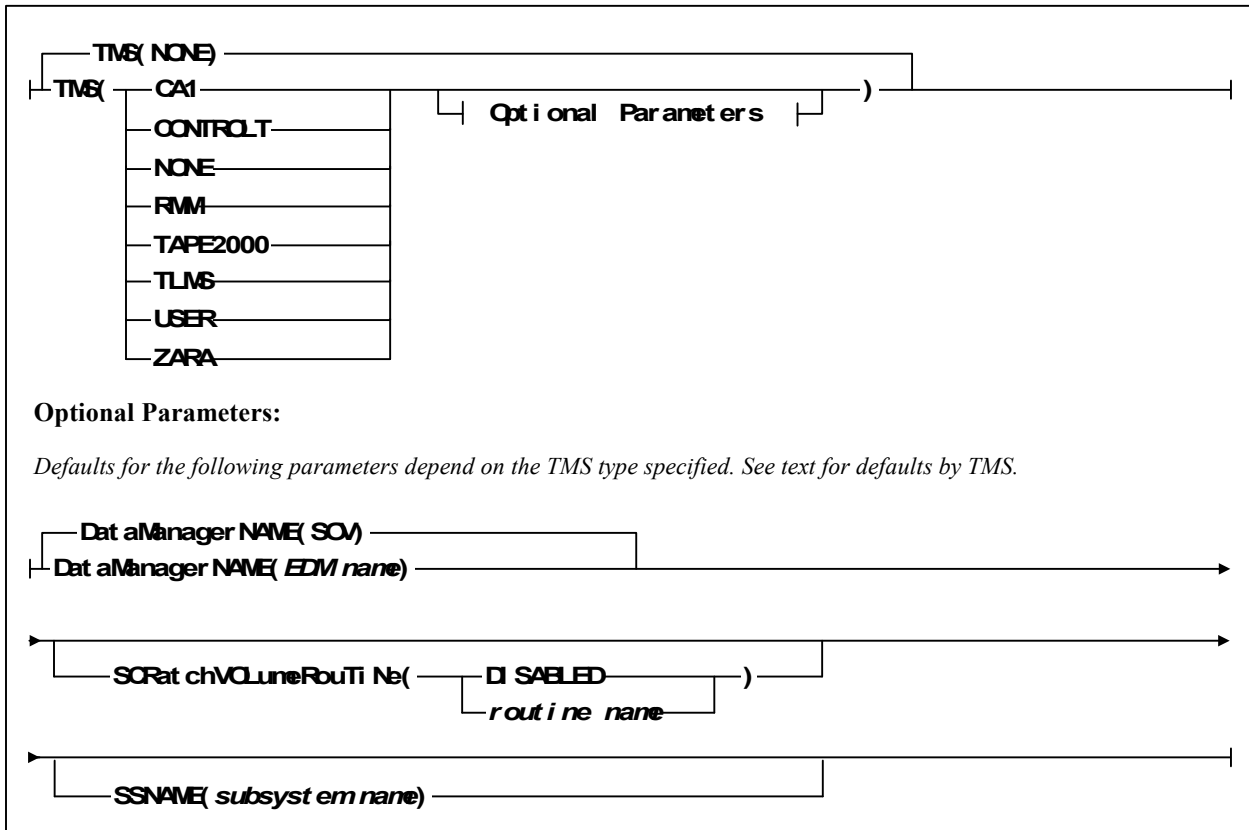 TMS(NONE)
TMS( CA1 Optional Parameters )
CONTROLT
NONE
RMM
TAPE2000
TLMS
USER
ZARA
Optional Parameters:
Defaults for the following parameters depend on the TMS type specified. See text for defaults by TMS.
DataManagerNAME(SOV)
DataManagerNAME(EDM name)
SCRatchVOLumeRouTiNe( DISABLED )
routine name
SSNAME(subsystem name)